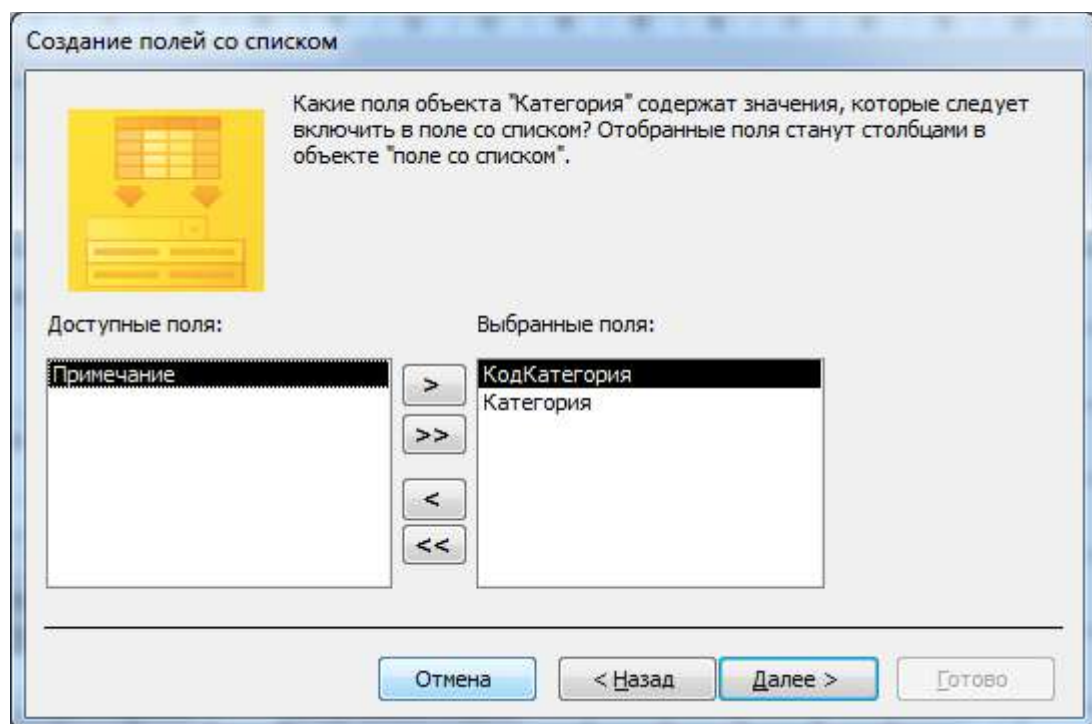 Создание полей со списком
Какие поля объекта "Категория" содержат значения, которые следует
включить в поле со списком? Отобранные поля станут столбцами в
объекте "поле со списком".
Доступные поля:
Выбранные поля:
Примечание
КодКатегория
Категория
>
>>
<
<<
Отмена
< Назад
Далее >
Готово